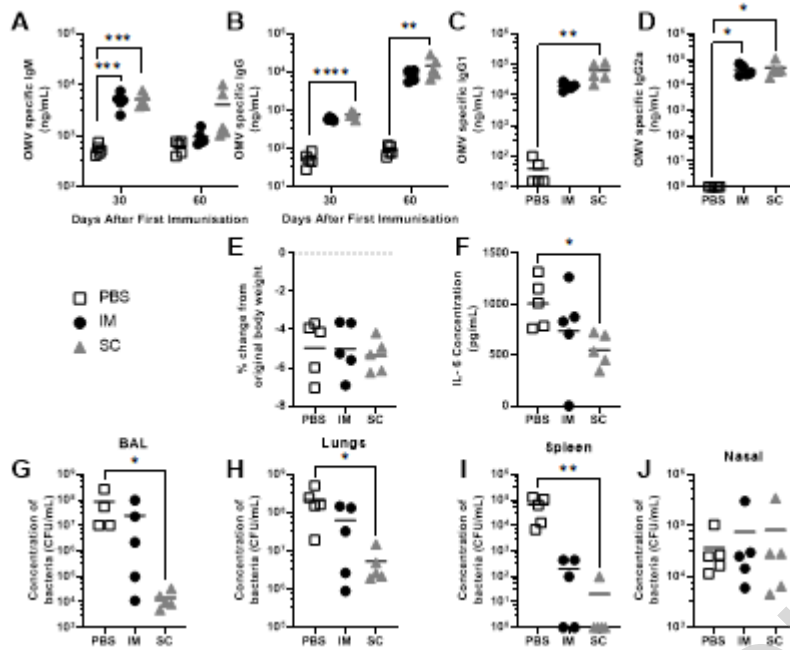 A
OMV specific IgM
(ng/mL)
***
***
30
60
Days After First Immunisation
B
OMV specific IgG
(ng/mL)
****
**
30
60
Days After First Immunisation
C
OMV specific IgG1
(ng/mL)
**
PBS IM SC
D
OMV specific IgG2a
(ng/mL)
*
*
PBS IM SC
PBS
IM
SC
E
% change from
original body weight
0
-2
-4
-6
-8
PBS IM SC
F
IL- 6 Concentration
(pg/mL)
1500
1000
500
0
*
PBS IM SC
G
BAL
Concentration of
bacteria (CFU/mL)
*
PBS IM SC
H
Lungs
Concentration of
bacteria (CFU/mL)
*
PBS IM SC
I
Spleen
Concentration of
bacteria (CFU/mL)
**
PBS IM SC
J
Nasal
Concentration of
bacteria (CFU/mL)
PBS IM SC